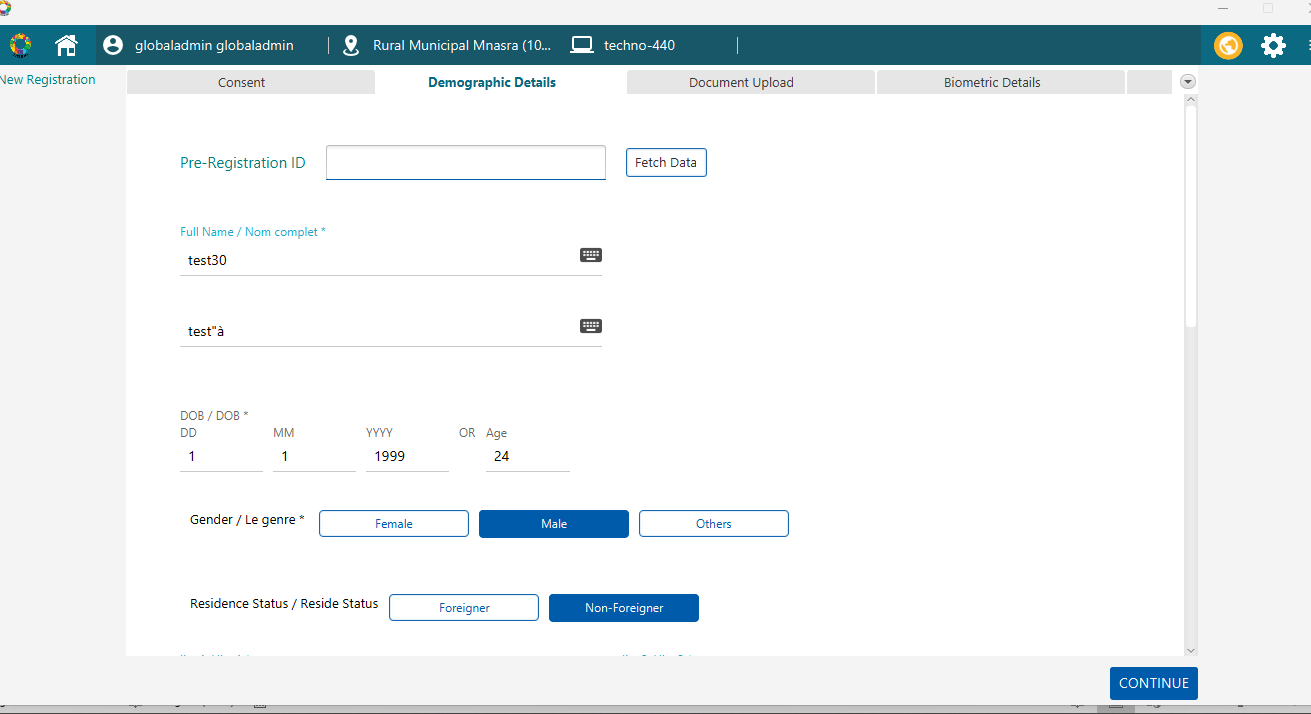 globaladmin globaladmin
Rural Municipal Mnasra (10...
techno-440
New Registration
Consent
Demographic Details
Document Upload
Biometric Details
Pre-Registration ID
Fetch Data
Full Name / Nom complet *
test30
test"à
DOB / DOB *
DD MM YYYY OR Age
1 1 1999 24
Gender / Le genre * Female Male Others
Residence Status / Reside Status Foreigner Non-Foreigner
CONTINUE